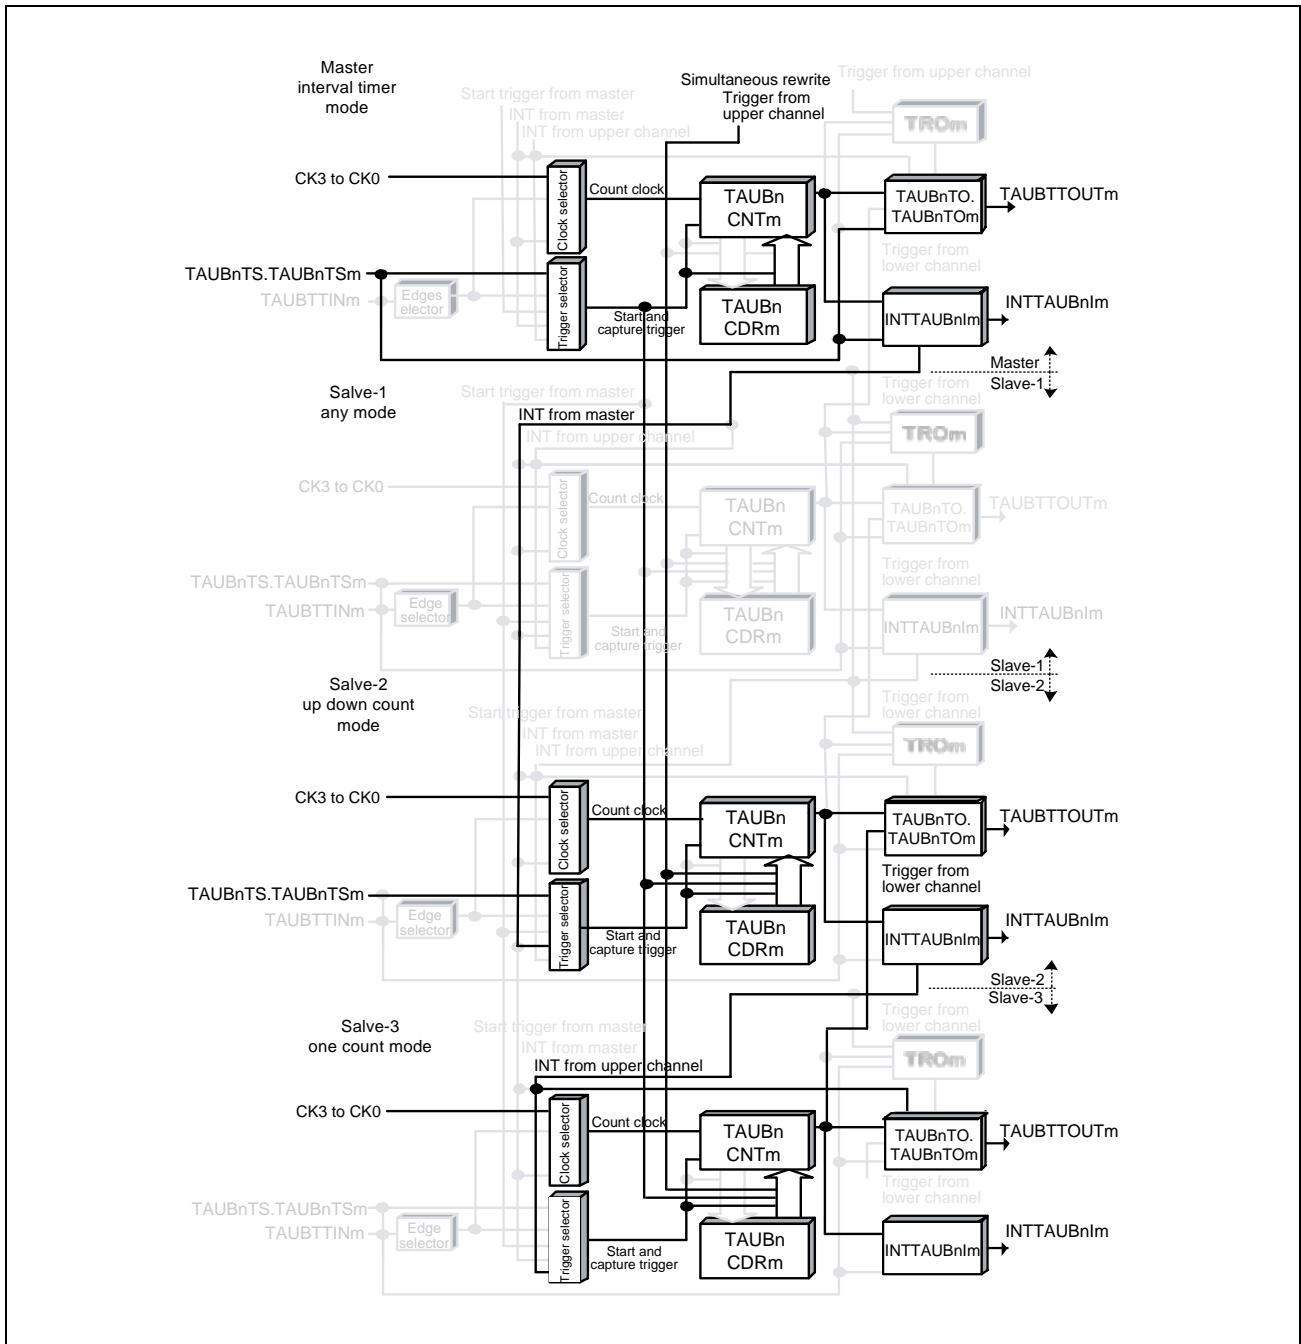 Master
interval timer
mode
Simultaneous rewrite
Trigger from
upper channel
Trigger from upper channel
Start trigger from master
INT from master
INT from upper channel
TROm
CK3 to CK0
Clock selector
Count clock
TAUBn
CNTm
TAUBnTO.
TAUBnTOm
TAUBTTOUTm
Trigger from
lower channel
TAUBnTS.TAUBnTSm
TAUBTTINm
Edges
elector
Trigger selector
Start and
capture trigger
TAUBn
CDRm
INTTAUBnIm
INTTAUBnIm
Master
Slave-1
Salve-1
any mode
Start trigger from master
INT from master
INT from upper channel
Trigger from
lower channel
TROm
CK3 to CK0
Clock selector
Count clock
TAUBn
CNTm
TAUBnTO.
TAUBnTOm
TAUBTTOUTm
Trigger from
lower channel
TAUBnTS.TAUBnTSm
TAUBTTINm
Edge
selector
Trigger selector
Start and
capture trigger
TAUBn
CDRm
INTTAUBnIm
INTTAUBnIm
Slave-1
Slave-2
Salve-2
up down count
mode
Start trigger from master
INT from master
INT from upper channel
Trigger from
lower channel
TROm
CK3 to CK0
Clock selector
Count clock
TAUBn
CNTm
TAUBnTO.
TAUBnTOm
TAUBTTOUTm
Trigger from
lower channel
TAUBnTS.TAUBnTSm
TAUBTTINm
Edge
selector
Trigger selector
Start and
capture trigger
TAUBn
CDRm
INTTAUBnIm
INTTAUBnIm
Slave-2
Slave-3
Salve-3
one count mode
Start trigger from master
INT from master
INT from upper channel
Trigger from
lower channel
TROm
CK3 to CK0
Clock selector
Count clock
TAUBn
CNTm
TAUBnTO.
TAUBnTOm
TAUBTTOUTm
Trigger from
lower channel
TAUBnTS.TAUBnTSm
TAUBTTINm
Edge
selector
Trigger selector
Start and
capture trigger
TAUBn
CDRm
INTTAUBnIm
INTTAUBnIm